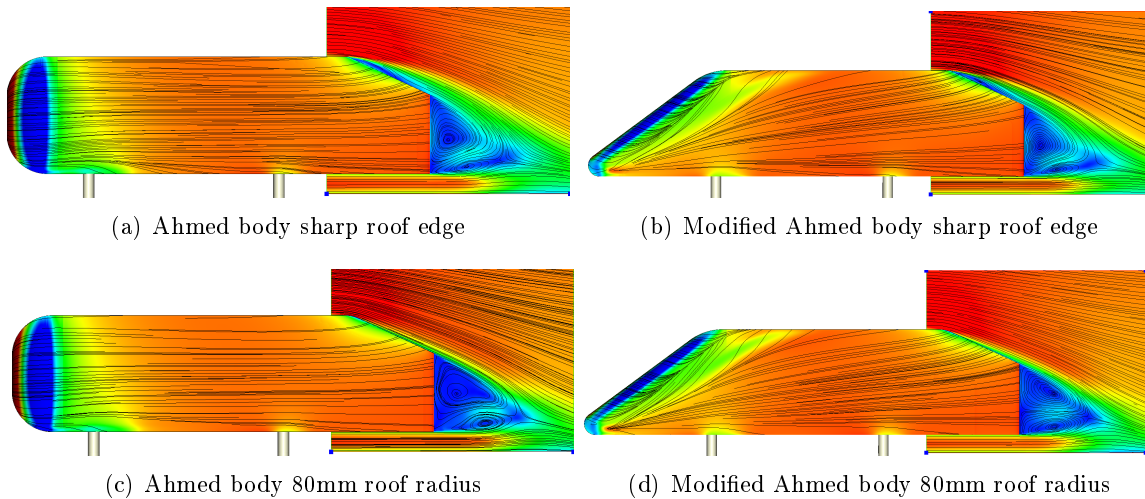 (a) Ahmed body sharp roof edge
(b) Modified Ahmed body sharp roof edge
(c) Ahmed body 80mm roof radius
(d) Modified Ahmed body 80mm roof radius